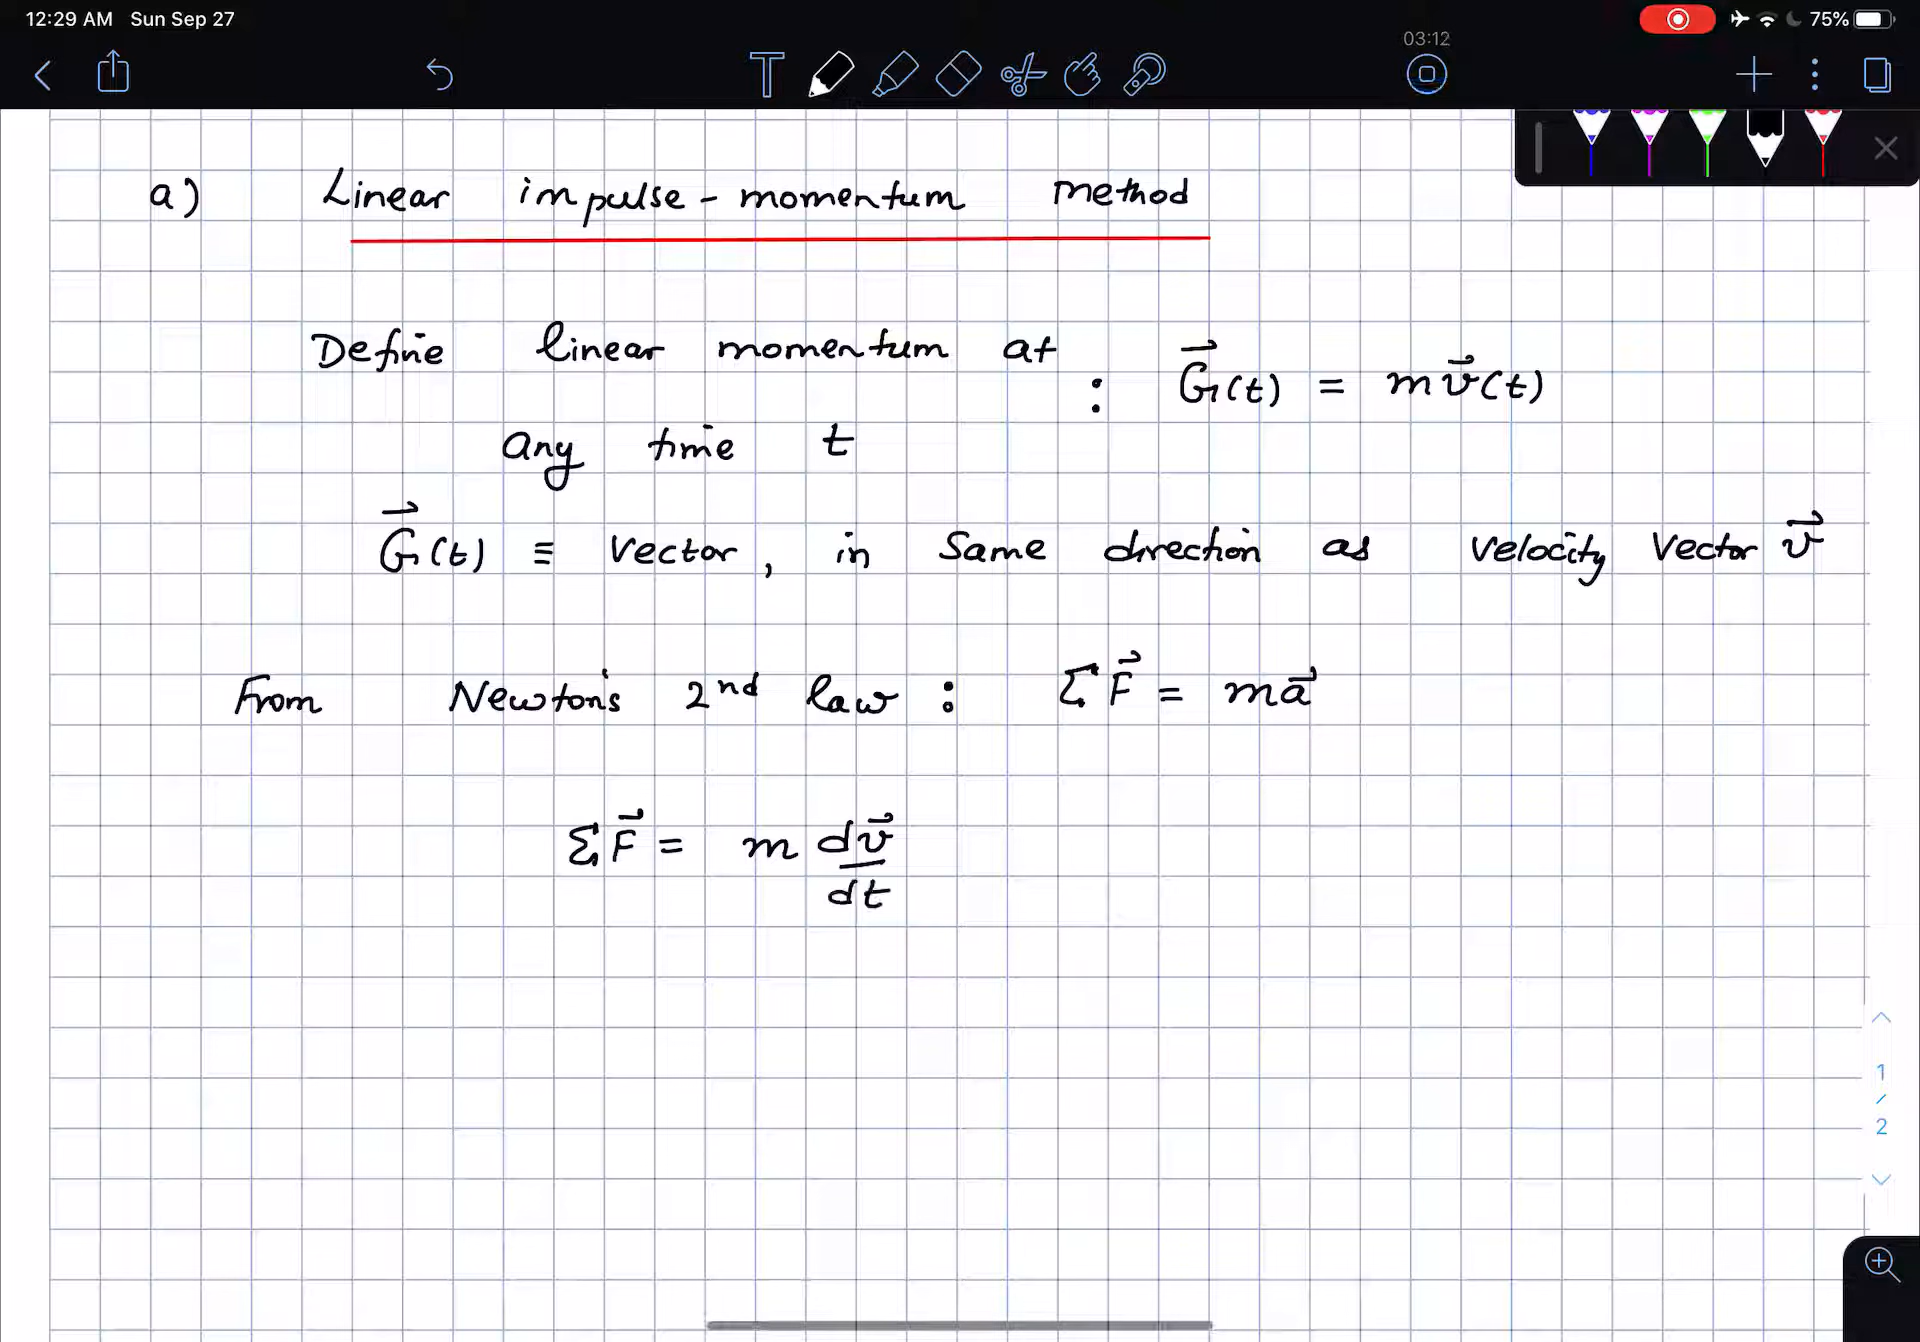 12:29 AM Sun Sep 27
75%
03:12
a) Linear impulse-momentum method
Define linear momentum at
: G⃗(t) = mv⃗(t)
any time t
G⃗(t) ≡ vector, in same direction as velocity vector v⃗
From Newton's 2nd law : ΣF⃗ = ma⃗
ΣF⃗ = m dv⃗/dt
1
/
2